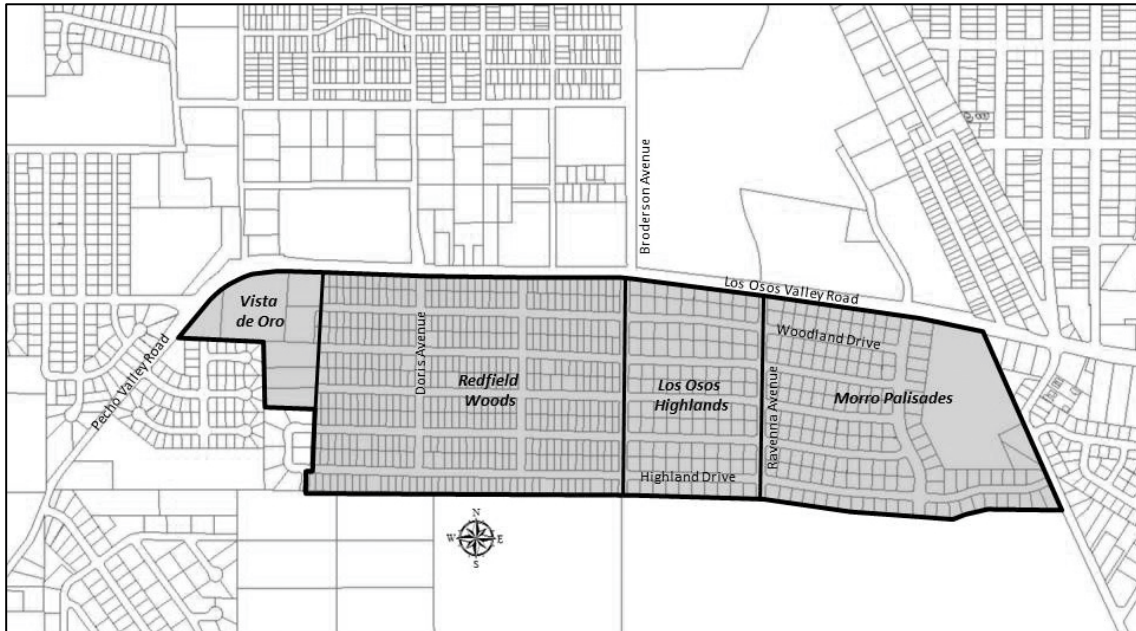 Broderson Avenue
Los Osos Valley Road
Vista
de Oro
Pecho Valley Road
Doris Avenue
Redfield
Woods
Los Osos
Highlands
Ravenna Avenue
Woodland Drive
Morro Palisades
Highland Drive
N
W
E
S